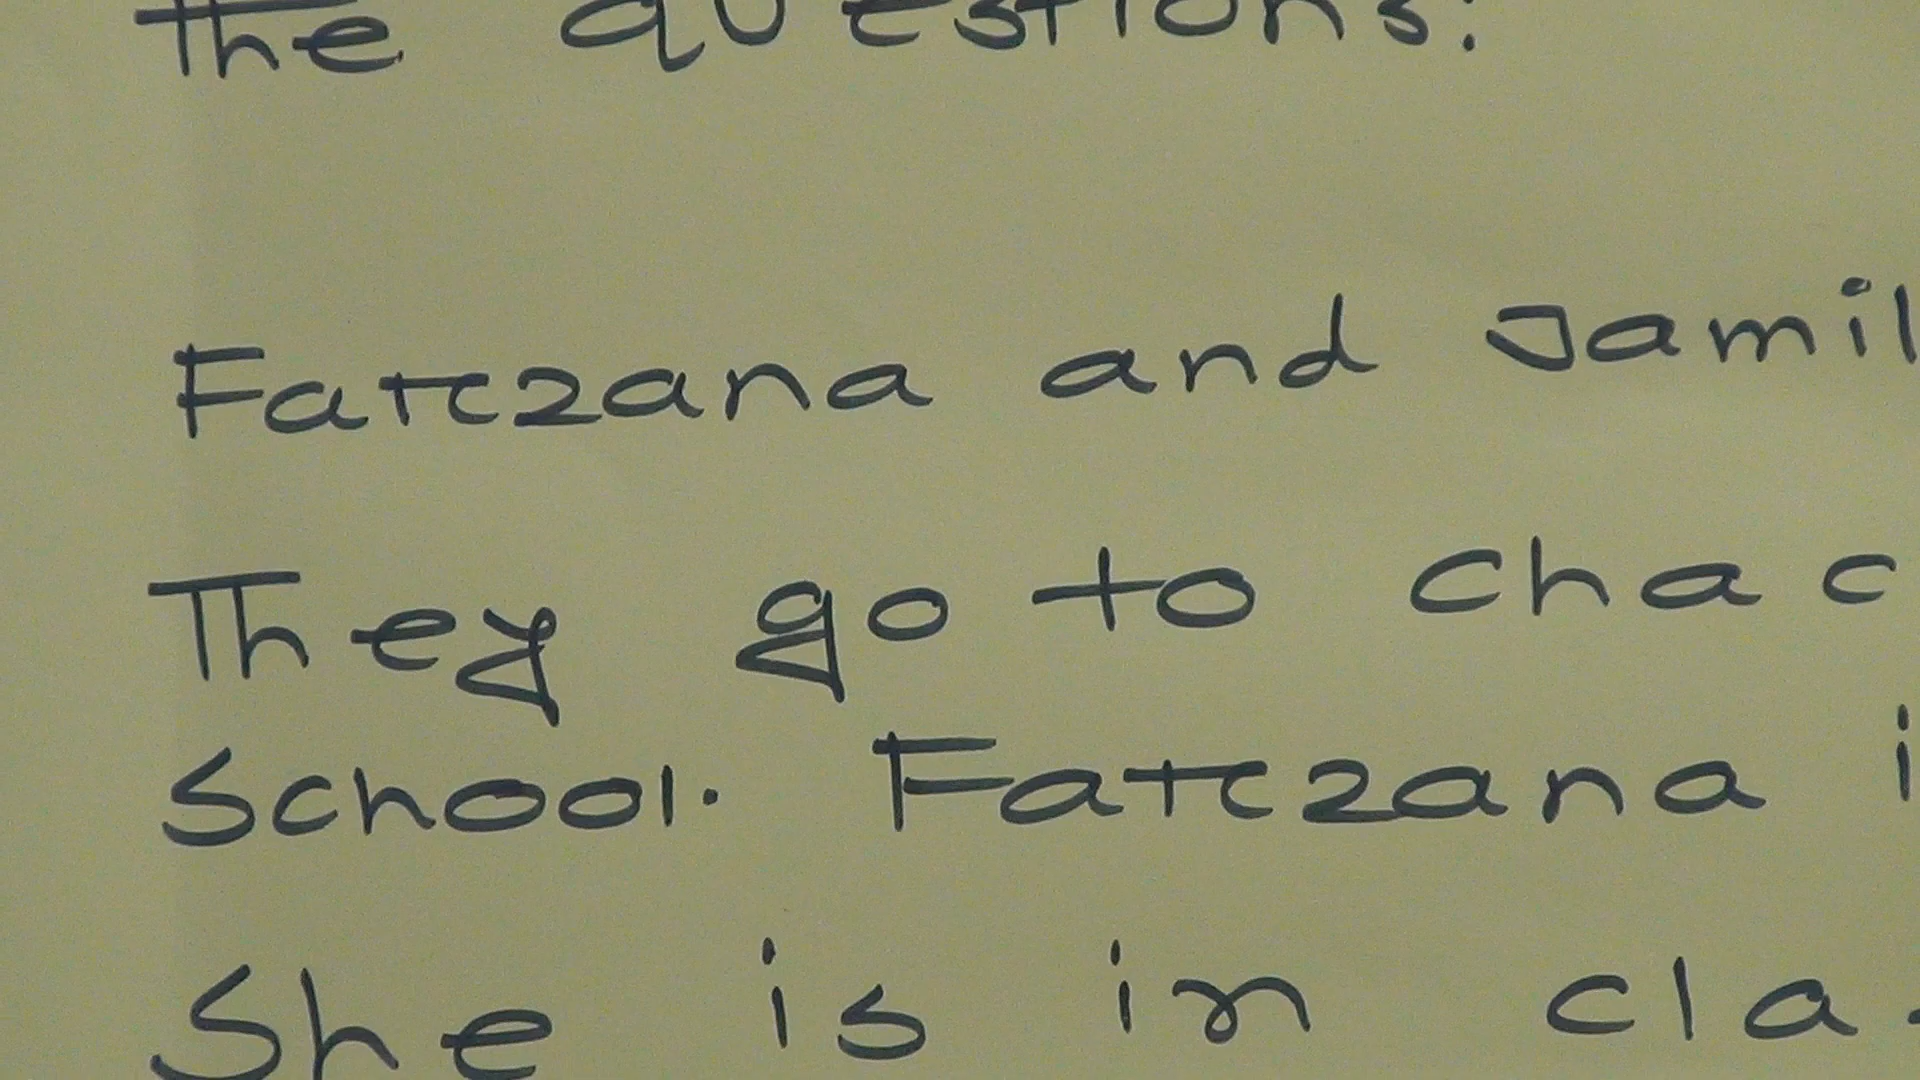 the questions:
Farzana and Jamil
They go to chac
School. Farzana i
She is in cla